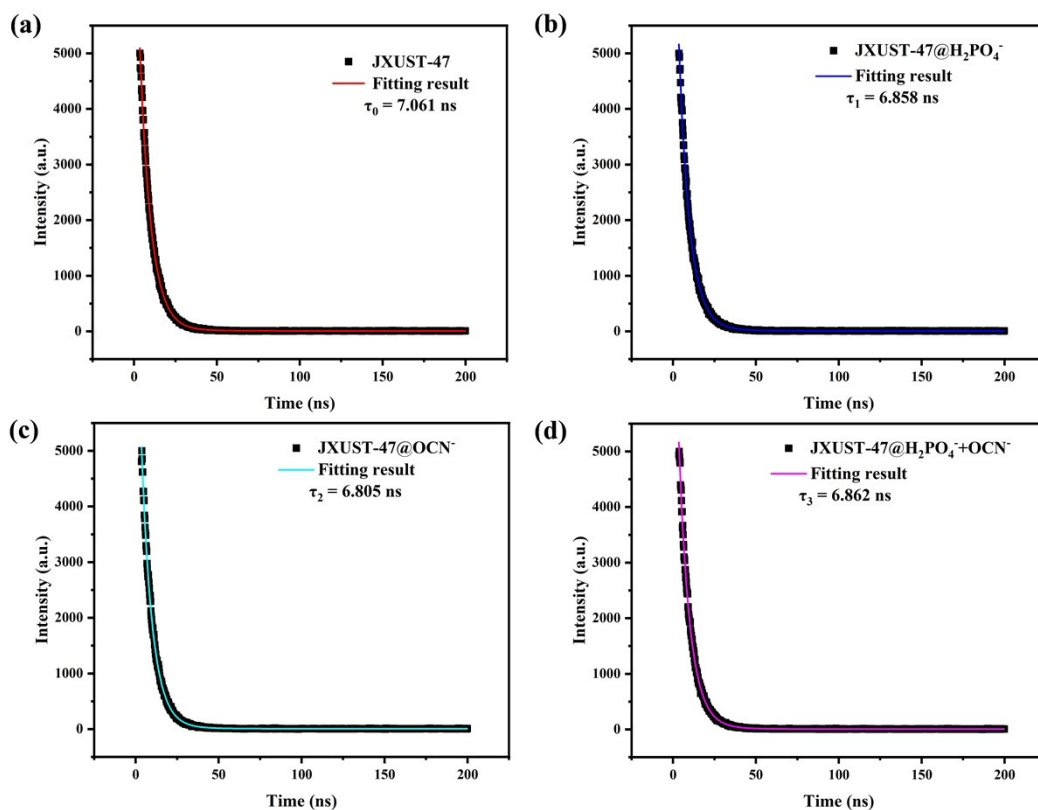 (a)
JXUST-47
Fitting result
τ₀ = 7.061 ns
5000
4000
3000
2000
1000
0
Intensity (a.u.)
0 50 100 150 200
Time (ns)
(b)
JXUST-47@H₂PO₄⁻
Fitting result
τ₁ = 6.858 ns
5000
4000
3000
2000
1000
0
Intensity (a.u.)
0 50 100 150 200
Time (ns)
(c)
JXUST-47@OCN⁻
Fitting result
τ₂ = 6.805 ns
5000
4000
3000
2000
1000
0
Intensity (a.u.)
0 50 100 150 200
Time (ns)
(d)
JXUST-47@H₂PO₄⁻+OCN⁻
Fitting result
τ₃ = 6.862 ns
5000
4000
3000
2000
1000
0
Intensity (a.u.)
0 50 100 150 200
Time (ns)